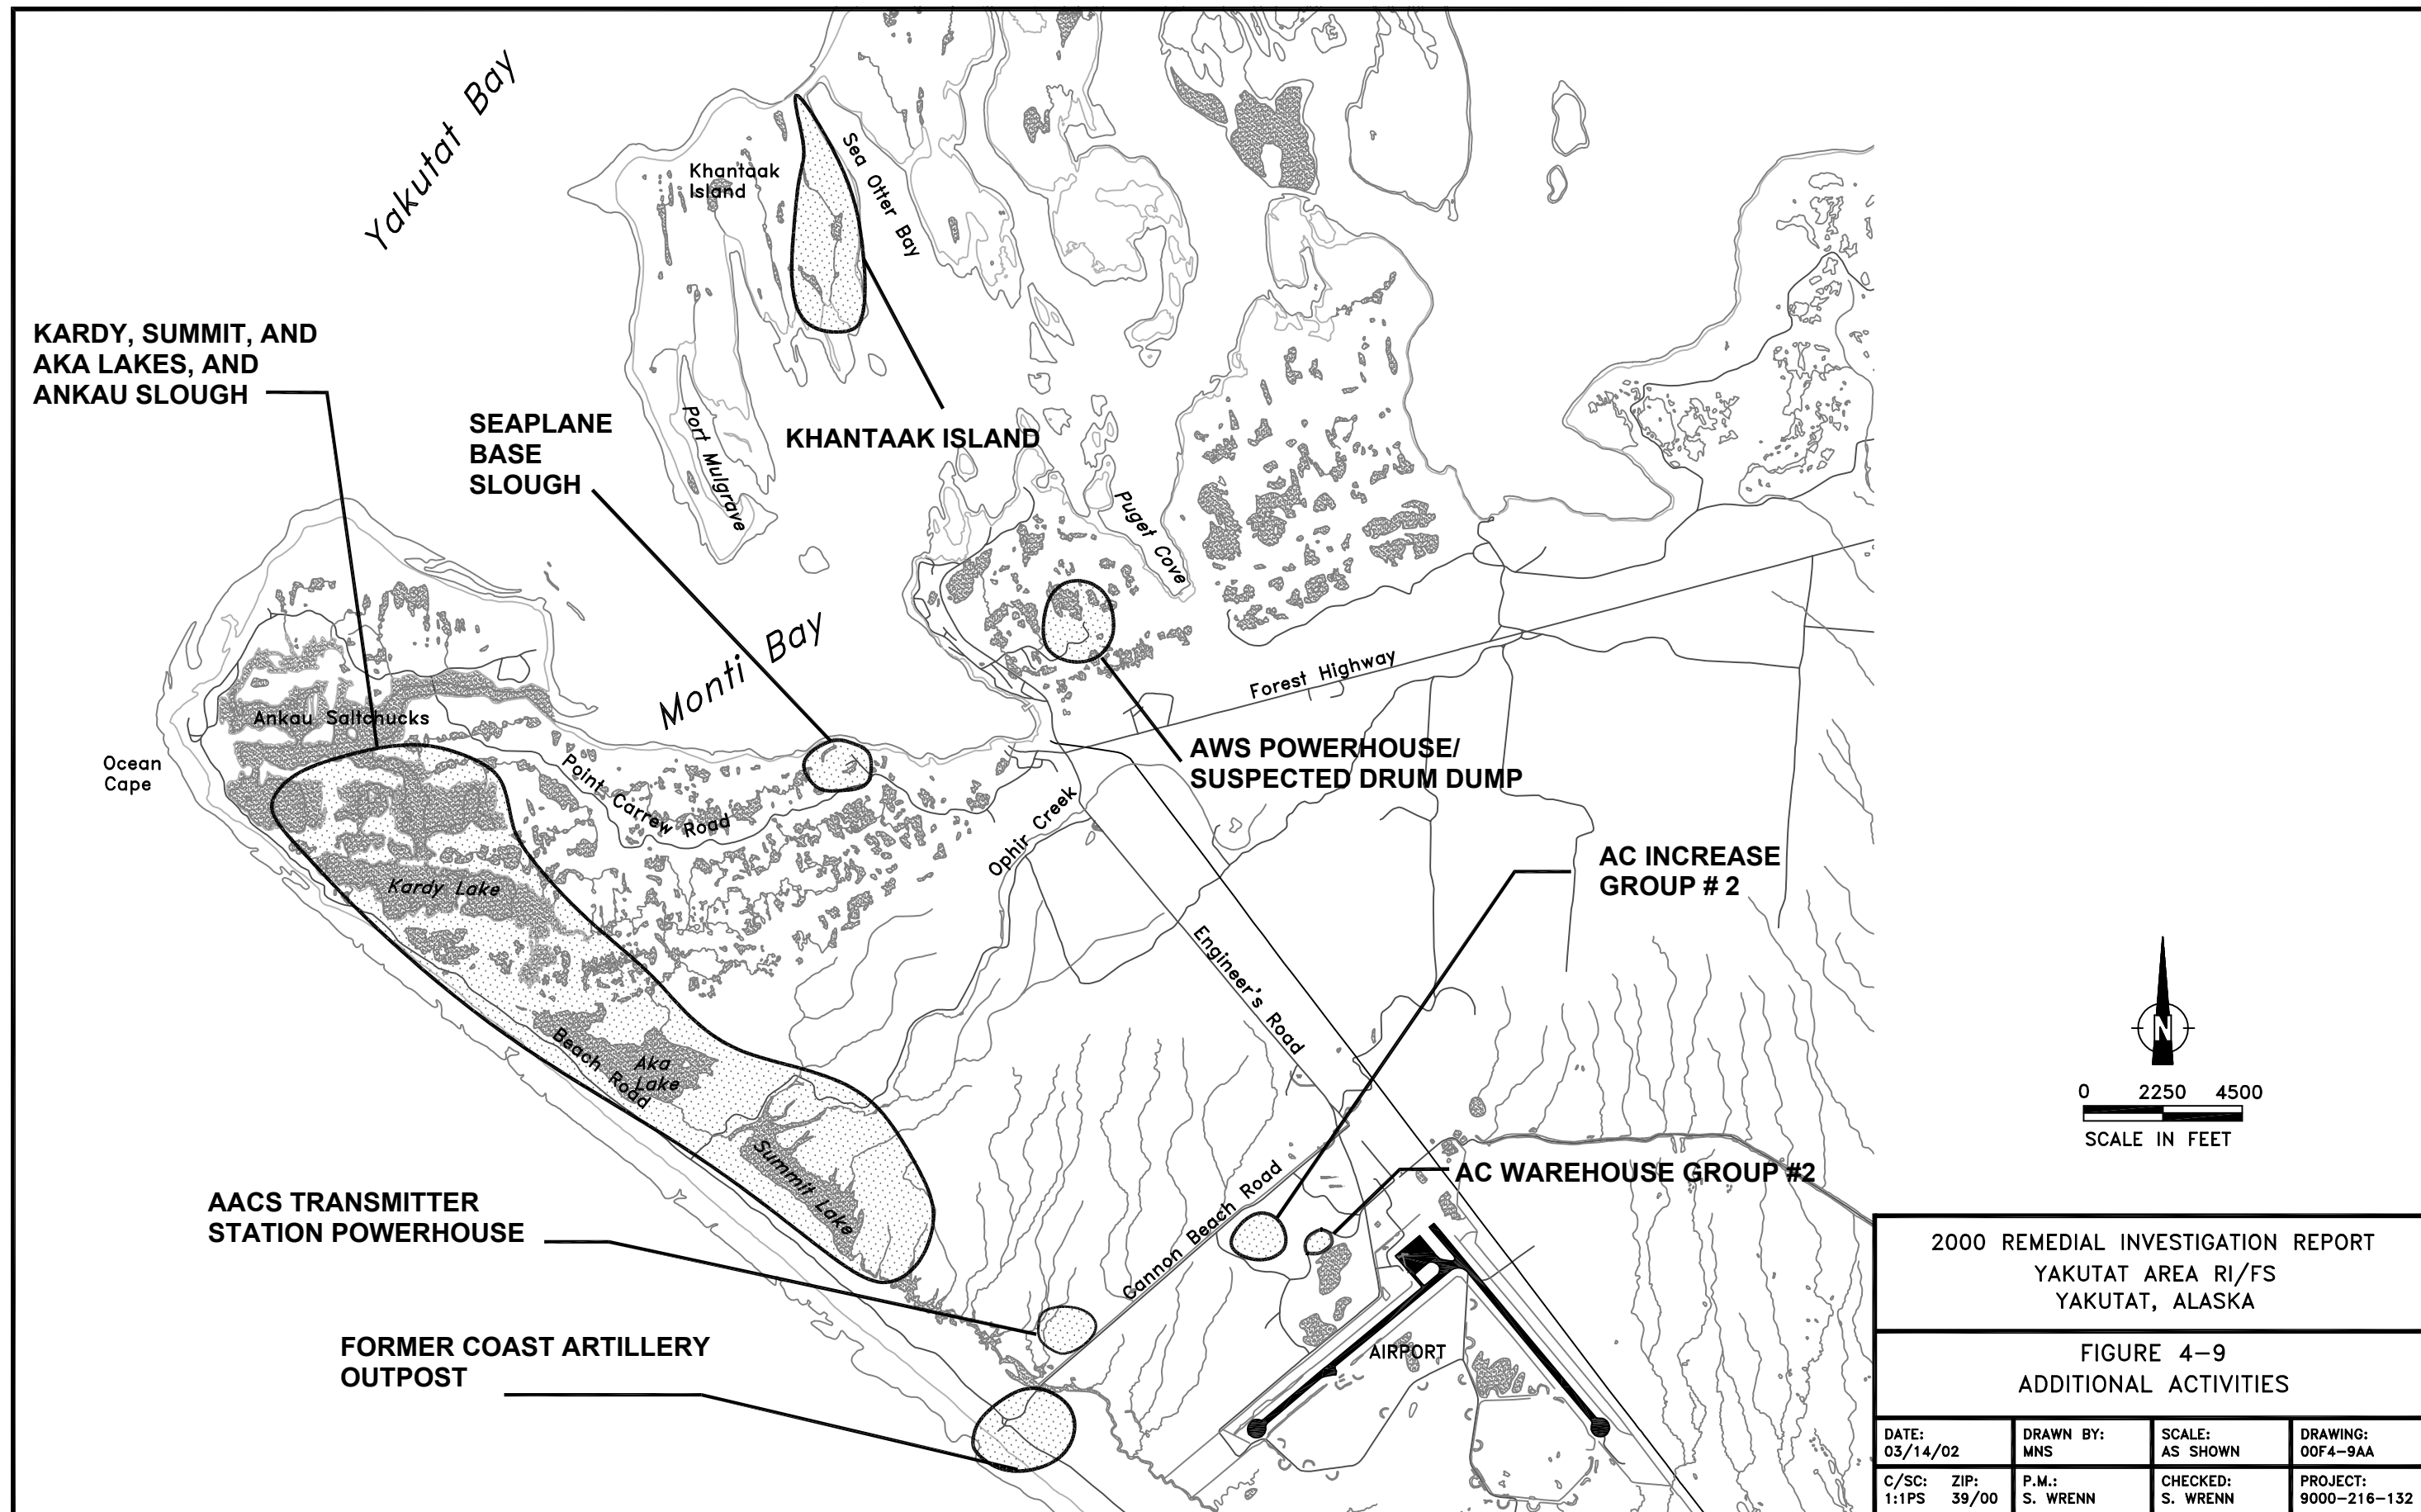 Yakutat Bay
Khantaak
Island
Sea Otter Bay
KARDY, SUMMIT, AND
AKA LAKES, AND
ANKAU SLOUGH
SEAPLANE
BASE
SLOUGH
KHANTAAK ISLAND
Port Mulgrave
Puget Cove
Monti Bay
Forest Highway
Ankau Saltchucks
Ocean
Cape
Point Carrew Road
AWS POWERHOUSE/
SUSPECTED DRUM DUMP
Ophir Creek
AC INCREASE
GROUP # 2
Kardy Lake
Engineer's Road
Beach Road
Aka
Lake
N
0 2250 4500
SCALE IN FEET
Summit Lake
AC WAREHOUSE GROUP #2
AACS TRANSMITTER
STATION POWERHOUSE
Cannon Beach Road
FORMER COAST ARTILLERY
OUTPOST
AIRPORT
2000 REMEDIAL INVESTIGATION REPORT
YAKUTAT AREA RI/FS
YAKUTAT, ALASKA
FIGURE 4-9
ADDITIONAL ACTIVITIES
DATE: DRAWN BY: SCALE: DRAWING:
03/14/02 MNS AS SHOWN 00F4-9AA
C/SC: ZIP: P.M.: CHECKED: PROJECT:
1:1PS 39/00 S. WRENN S. WRENN 9000-216-132